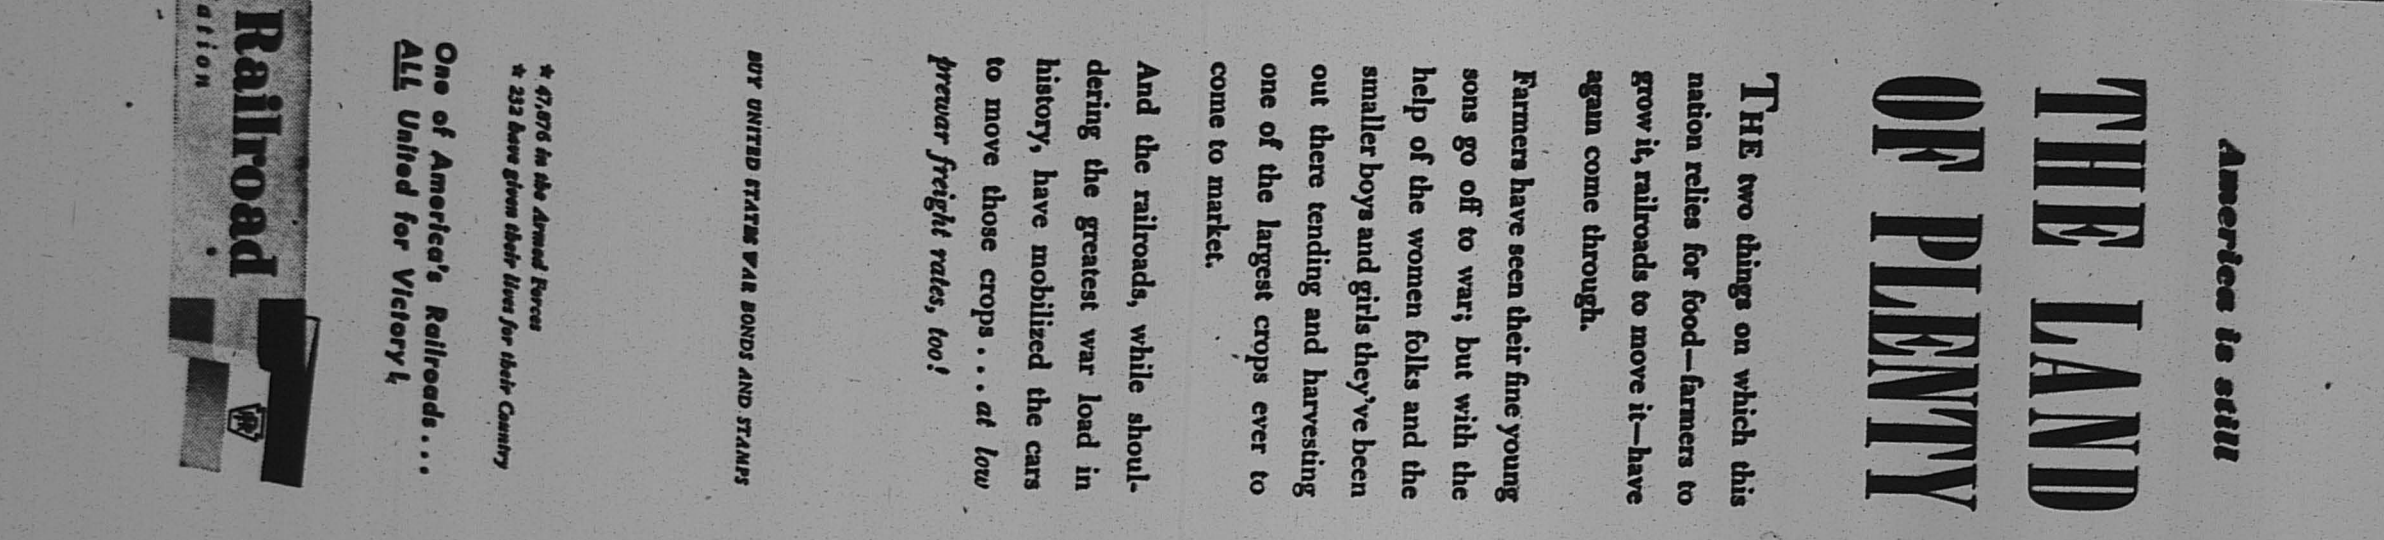 America is still
THE LAND
OF PLENTY
THE two things on which this
nation relies for food—farmers to
grow it, railroads to move it—have
again come through.
Farmers have seen their fine young
sons go off to war; but with the
help of the women folks and the
smaller boys and girls they've been
out there tending and harvesting
one of the largest crops ever to
come to market.
And the railroads, while shoul-
dering the greatest war load in
history, have mobilized the cars
to move those crops . . . at low
prewar freight rates, too!
BUY UNITED STATES WAR BONDS AND STAMPS
★ 47,076 in the Armed Forces
★ 232 have given their lives for their Country
One of America's Railroads . . .
ALL United for Victory!
Railroad
ation